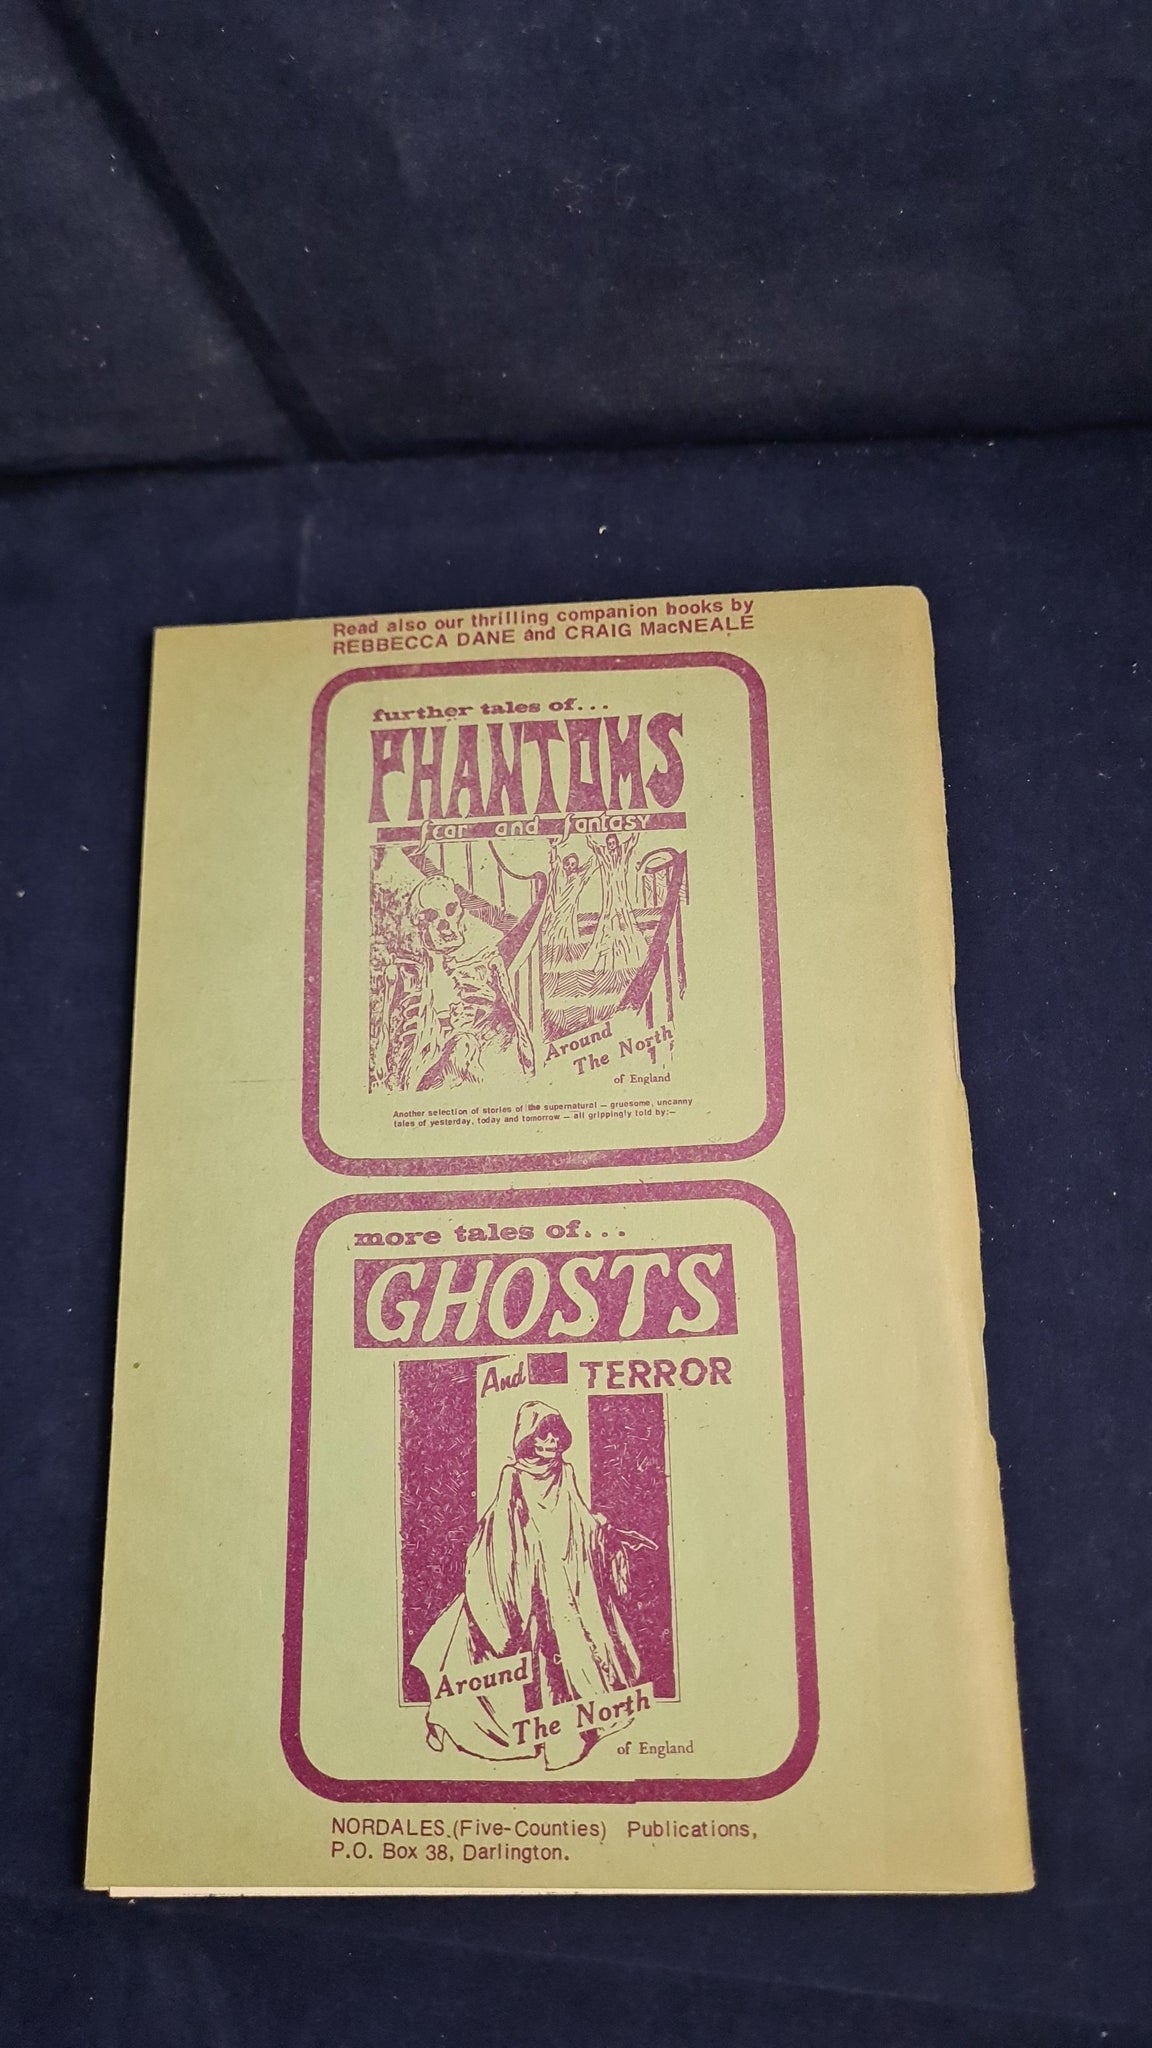 Read also our thrilling companion books by
REBBECCA DANE and CRAIG MacNEALE
further tales of...
PHANTOMS
fear and fantasy
Around
The North
of England
Another selection of stories of the supernatural — gruesome, uncanny
tales of yesterday, today and tomorrow — all grippingly told by:—
more tales of...
GHOSTS
And TERROR
Around
The North
of England
NORDALES (Five-Counties) Publications,
P.O. Box 38, Darlington.